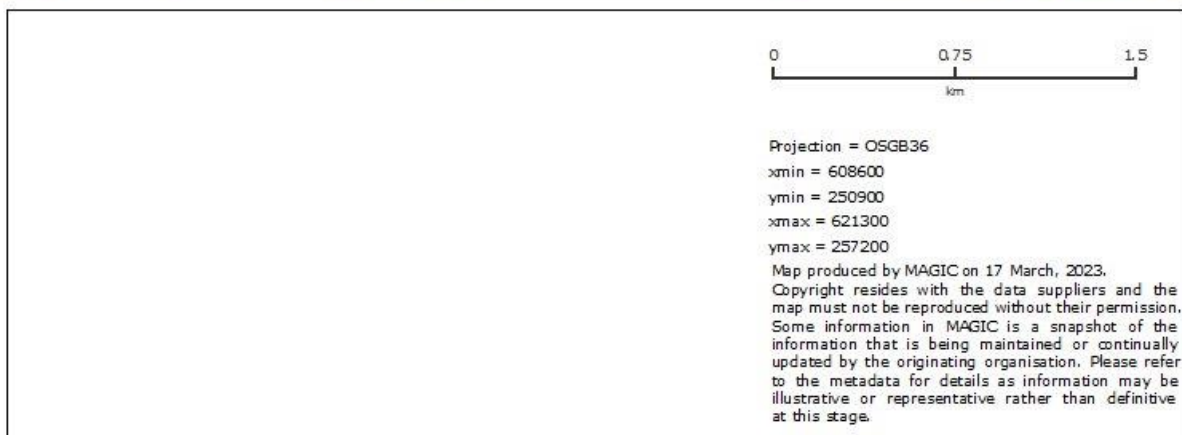 0 0.75 1.5
km
Projection = OSGB36
xmin = 608600
ymin = 250900
xmax = 621300
ymax = 257200
Map produced by MAGIC on 17 March, 2023.
Copyright resides with the data suppliers and the
map must not be reproduced without their permission.
Some information in MAGIC is a snapshot of the
information that is being maintained or continually
updated by the originating organisation. Please refer
to the metadata for details as information may be
illustrative or representative rather than definitive
at this stage.